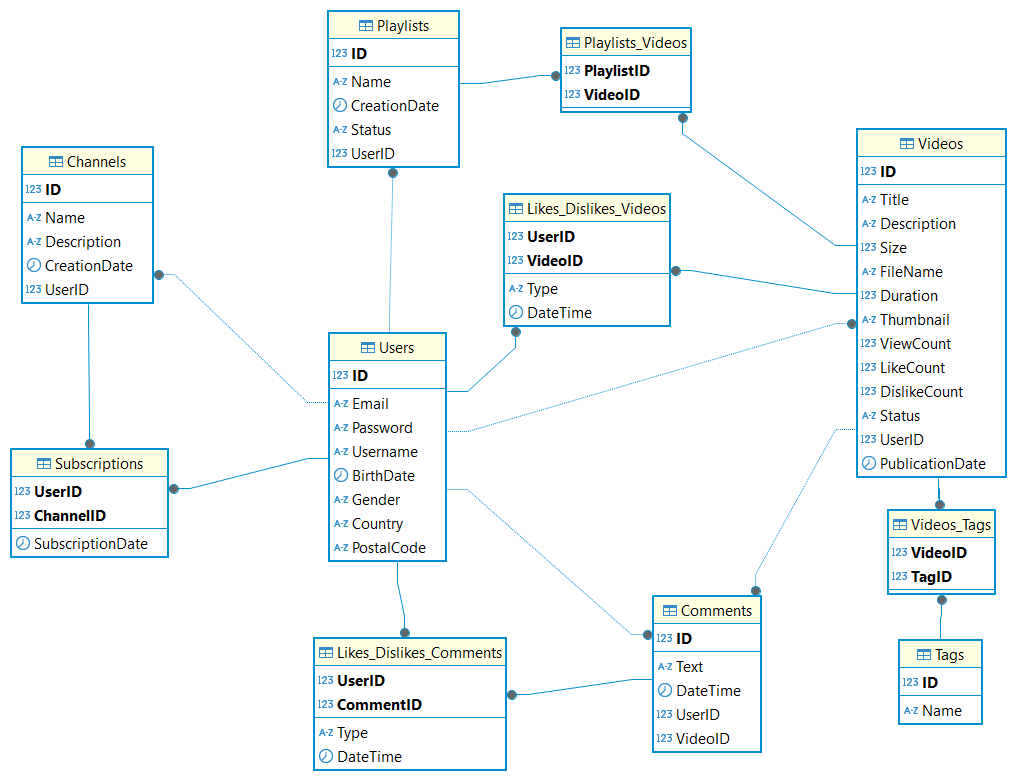 Playlists
123 ID
A-Z Name
CreationDate
A-Z Status
123 UserID
Playlists_Videos
123 PlaylistID
123 VideoID
Videos
123 ID
A-Z Title
A-Z Description
123 Size
A-Z FileName
123 Duration
A-Z Thumbnail
123 ViewCount
123 LikeCount
123 DislikeCount
A-Z Status
123 UserID
PublicationDate
Channels
123 ID
A-Z Name
A-Z Description
CreationDate
123 UserID
Likes_Dislikes_Videos
123 UserID
123 VideoID
A-Z Type
DateTime
Users
123 ID
A-Z Email
A-Z Password
A-Z Username
BirthDate
A-Z Gender
A-Z Country
A-Z PostalCode
Subscriptions
123 UserID
123 ChannelID
SubscriptionDate
Videos_Tags
123 VideoID
123 TagID
Comments
123 ID
A-Z Text
DateTime
123 UserID
123 VideoID
Likes_Dislikes_Comments
123 UserID
123 CommentID
A-Z Type
DateTime
Tags
123 ID
A-Z Name